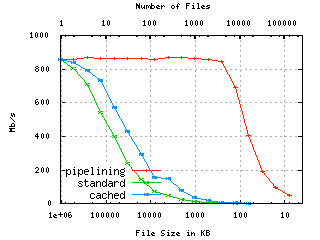 Number of Files
1 10 100 1000 10000 100000
1000
800
600
400
200
0
Mb/s
pipelining
standard
cached
1e+06 100000 10000 1000 100 10
File Size in KB